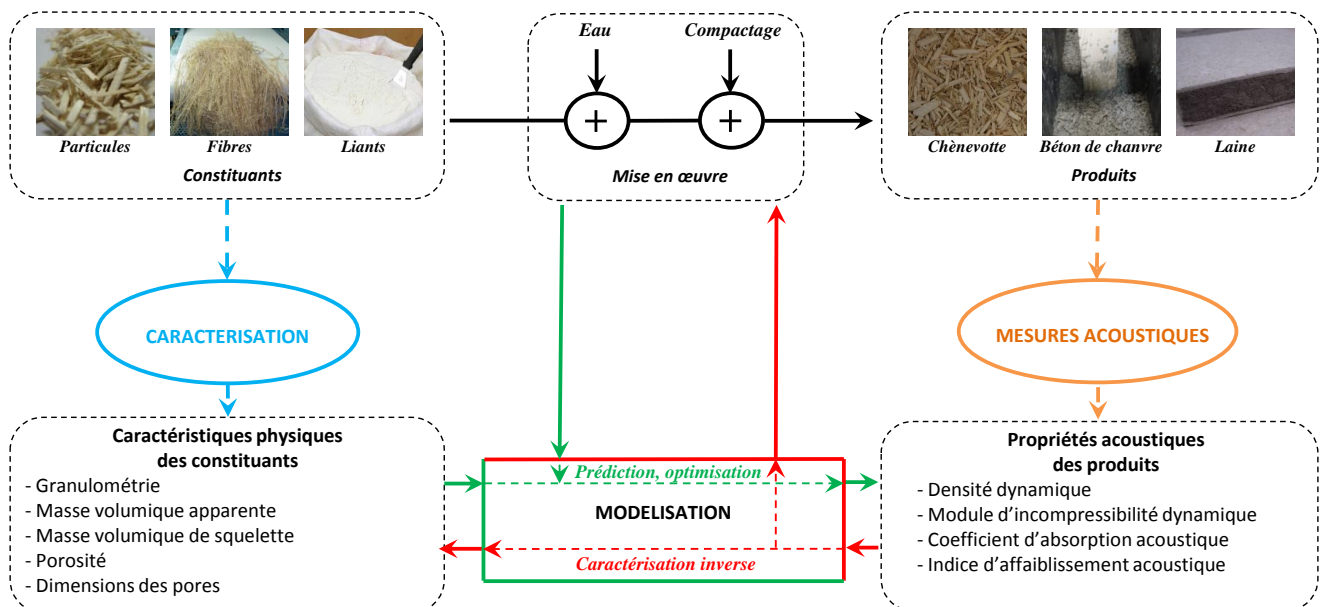 Particules
Fibres
Liants
Constituants
Eau
Compactage
+
+
Mise en œuvre
Chènevotte
Béton de chanvre
Laine
Produits
CARACTERISATION
MESURES ACOUSTIQUES
Caractéristiques physiques
des constituants
- Granulométrie
- Masse volumique apparente
- Masse volumique de squelette
- Porosité
- Dimensions des pores
Prédiction, optimisation
MODELISATION
Caractérisation inverse
Propriétés acoustiques
des produits
- Densité dynamique
- Module d’incompressibilité dynamique
- Coefficient d’absorption acoustique
- Indice d’affaiblissement acoustique